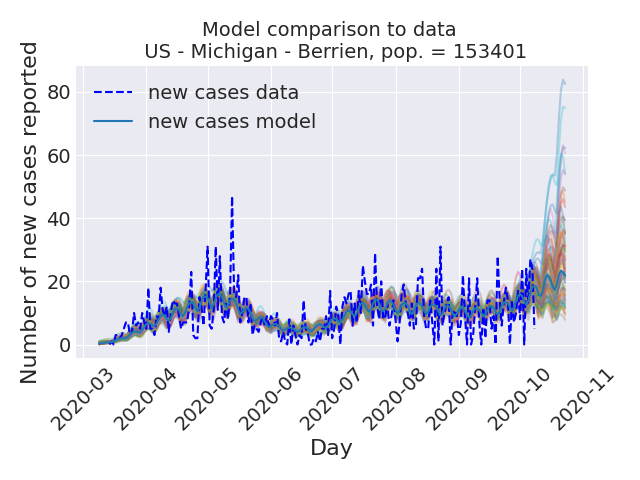 Model comparison to data
US - Michigan - Berrien, pop. = 153401
Number of new cases reported
80
60
40
20
0
new cases data
new cases model
2020-03
2020-04
2020-05
2020-06
2020-07
2020-08
2020-09
2020-10
2020-11
Day